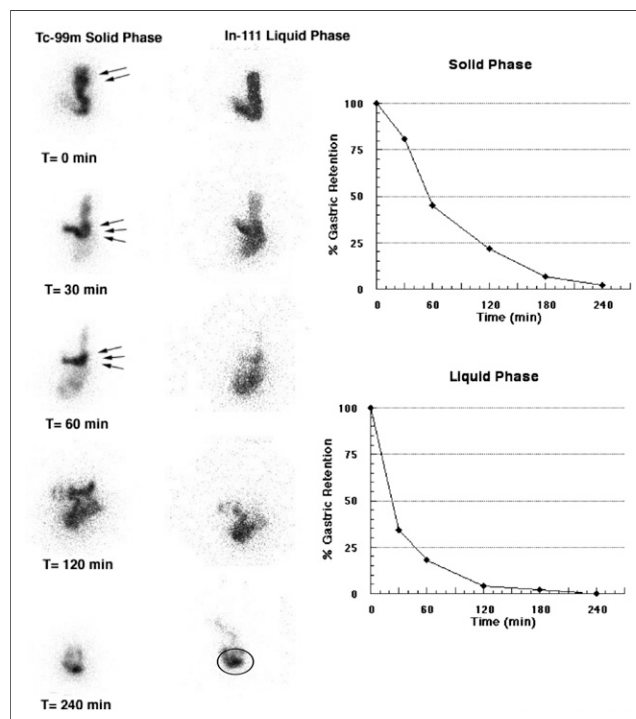 Tc-99m Solid Phase
In-111 Liquid Phase
T= 0 min
T= 30 min
T= 60 min
T= 120 min
T= 240 min
Solid Phase
% Gastric Retention
100
75
50
25
0
0 60 120 180 240
Time (min)
Liquid Phase
% Gastric Retention
100
75
50
25
0
0 60 120 180 240
Time (min)